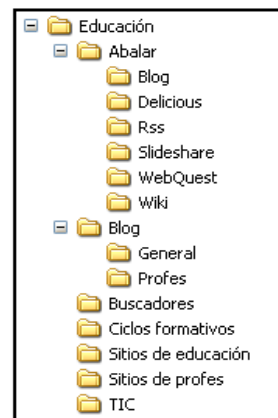 Educación
Abalar
Blog
Delicious
Rss
Slideshare
WebQuest
Wiki
Blog
General
Profes
Buscadores
Ciclos formativos
Sitios de educación
Sitios de profes
TIC